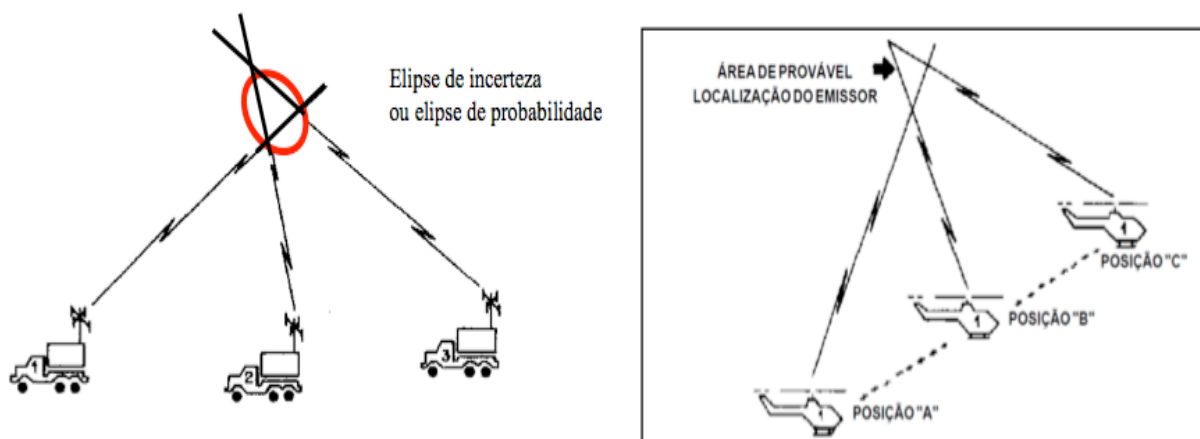 Elipse de incerteza
ou elipse de probabilidade
1
2
3
ÁREA DE PROVÁVEL
LOCALIZAÇÃO DO EMISSOR
1
POSIÇÃO "C"
1
POSIÇÃO "B"
1
POSIÇÃO "A"